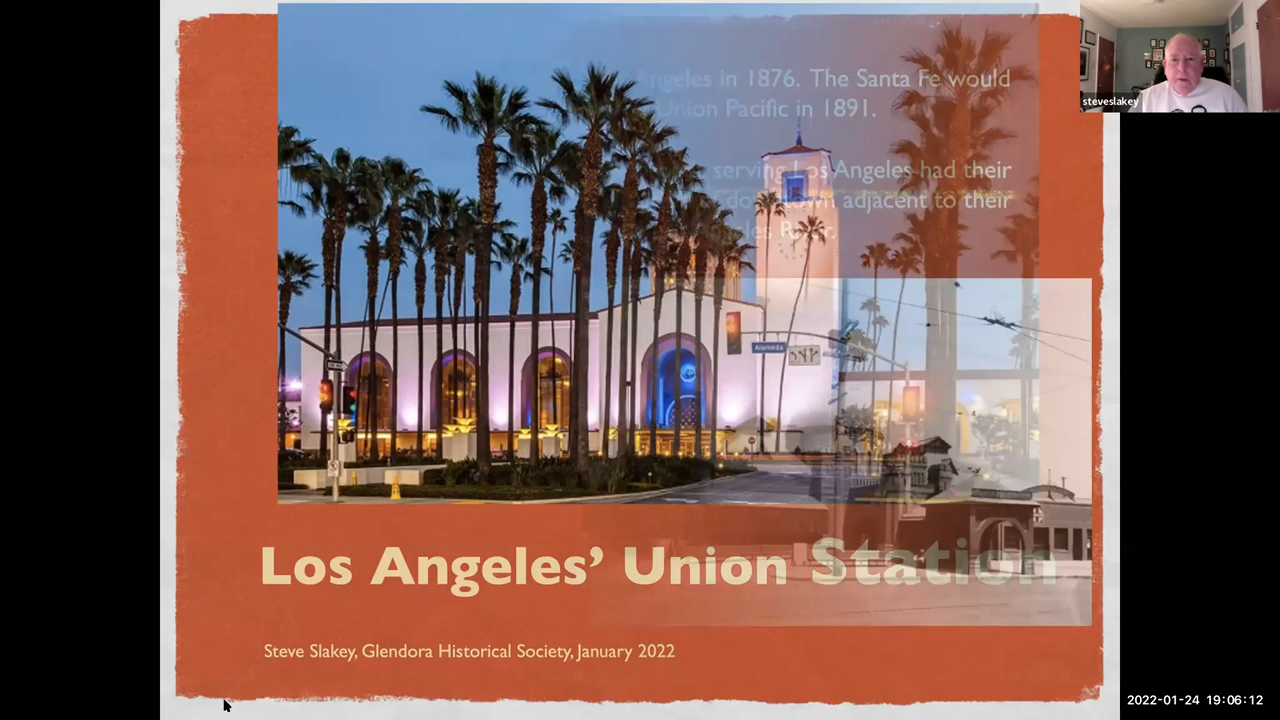 Angeles in 1876. The Santa Fe would
Union Pacific in 1891.
serving Los Angeles had their
adjacent to their
steveslakey
Alameda
Los Angeles’ Union Station
Steve Slakey, Glendora Historical Society, January 2022
2022-01-24 19:06:12